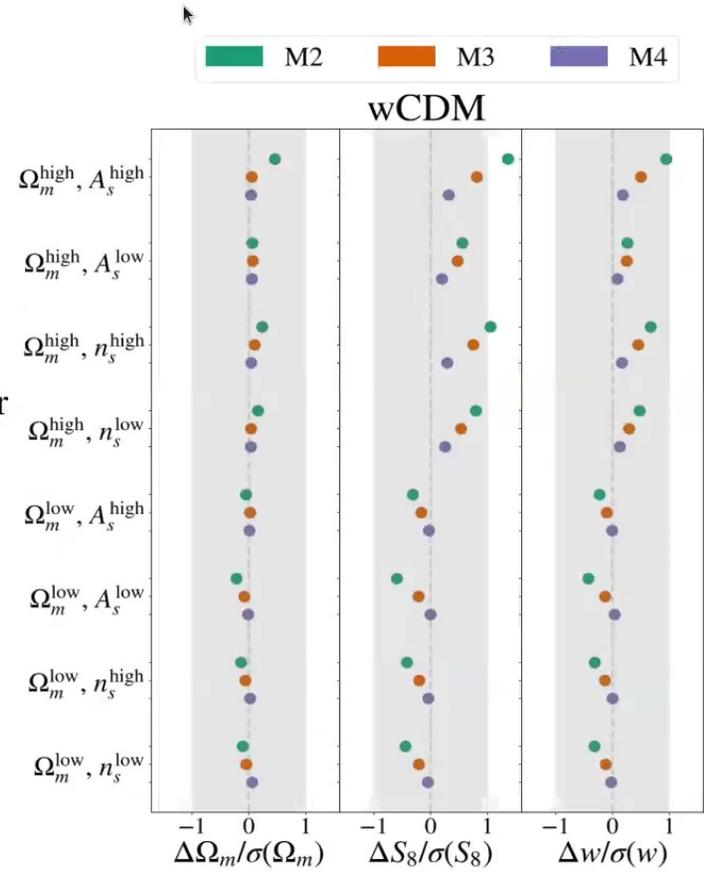 M2 M3 M4
wCDM
Ωₘʰⁱᵍʰ, Aₛʰⁱᵍʰ
Ωₘʰⁱᵍʰ, Aₛˡᵒʷ
Ωₘʰⁱᵍʰ, nₛʰⁱᵍʰ
r
Ωₘʰⁱᵍʰ, nₛˡᵒʷ
Ωₘˡᵒʷ, Aₛʰⁱᵍʰ
Ωₘˡᵒʷ, Aₛˡᵒʷ
Ωₘˡᵒʷ, nₛʰⁱᵍʰ
Ωₘˡᵒʷ, nₛˡᵒʷ
−1 0 1 −1 0 1 −1 0 1
ΔΩₘ/σ(Ωₘ) ΔS₈/σ(S₈) Δw/σ(w)